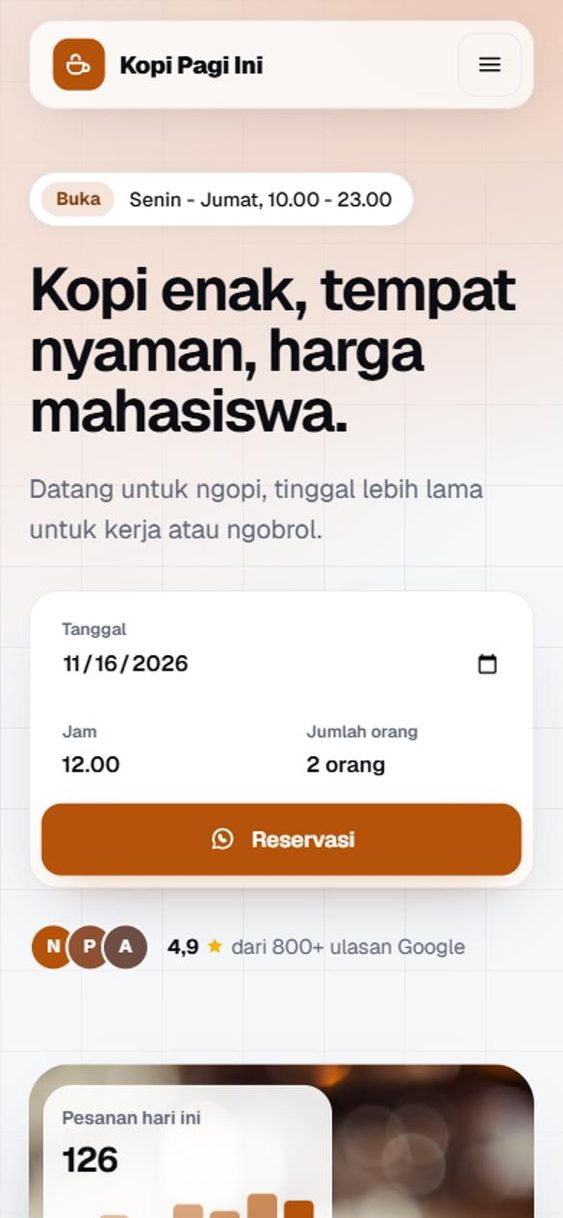 Kopi Pagi Ini
Buka Senin - Jumat, 10.00 - 23.00
Kopi enak, tempat
nyaman, harga
mahasiswa.
Datang untuk ngopi, tinggal lebih lama
untuk kerja atau ngobrol.
Tanggal
11/16/2026
Jam Jumlah orang
12.00 2 orang
Reservasi
N P A 4,9 ★ dari 800+ ulasan Google
Pesanan hari ini
126